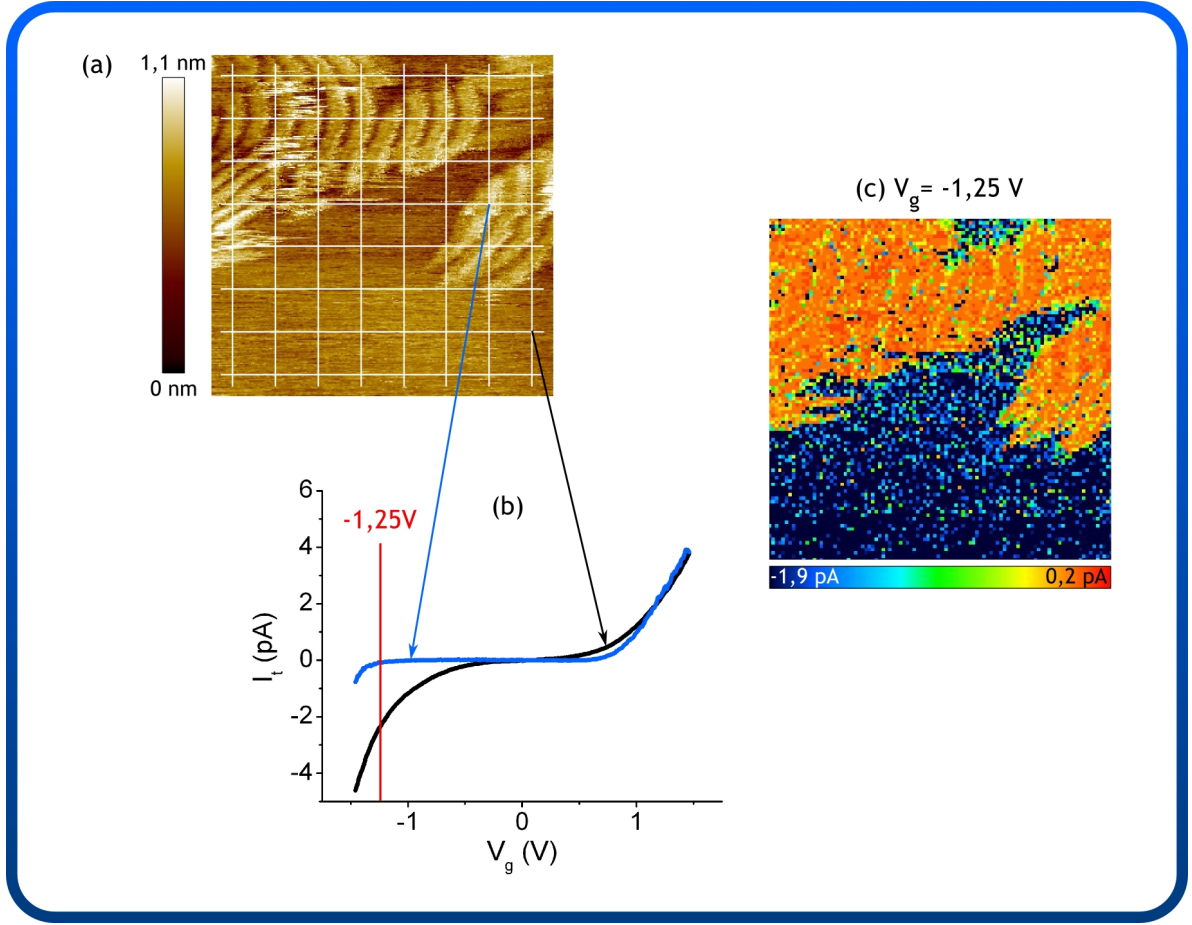 (a)
1,1 nm
0 nm
(c) V_g= -1,25 V
-1,9 pA
0,2 pA
(b)
-1,25V
6
4
2
0
-2
-4
I_t (pA)
-1
0
1
V_g (V)